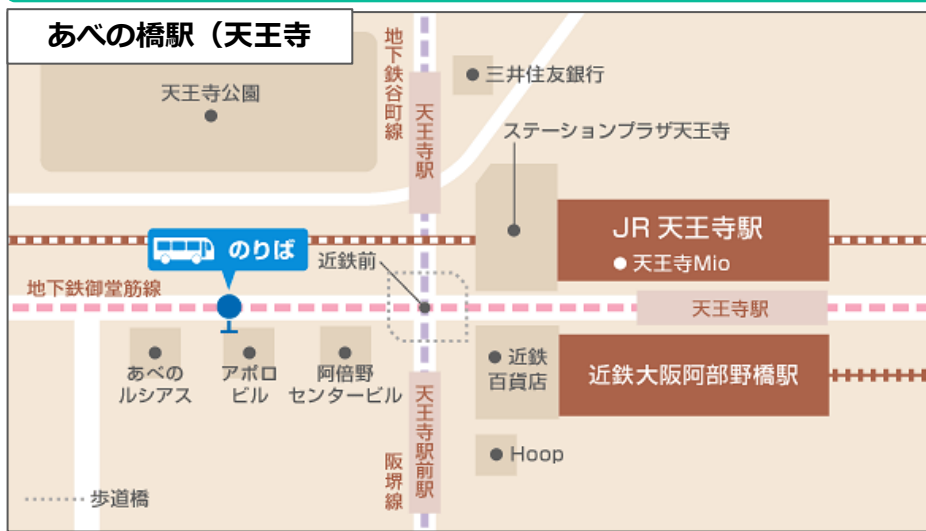 あべの橋駅（天王寺
地下鉄谷町線
天王寺駅
三井住友銀行
天王寺公園
ステーションプラザ天王寺
JR 天王寺駅
天王寺Mio
のりば
近鉄前
地下鉄御堂筋線
天王寺駅
あべの
ルシアス
アポロ
ビル
阿倍野
センタービル
近鉄
百貨店
近鉄大阪阿部野橋駅
天王寺駅前駅
阪堺線
Hoop
歩道橋